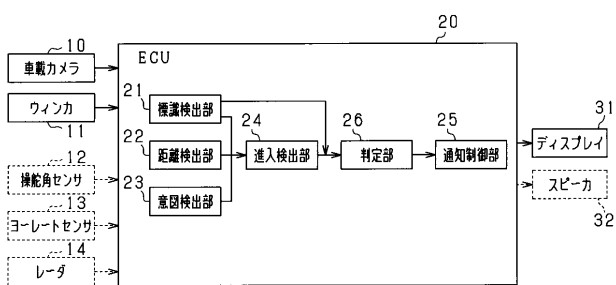 10
車載カメラ
ウィンカ
11
12
操舵角センサ
13
ヨーレートセンサ
14
レーダ
20
ECU
21
標識検出部
22
距離検出部
23
意図検出部
24
進入検出部
26
判定部
25
通知制御部
31
ディスプレイ
スピーカ
32